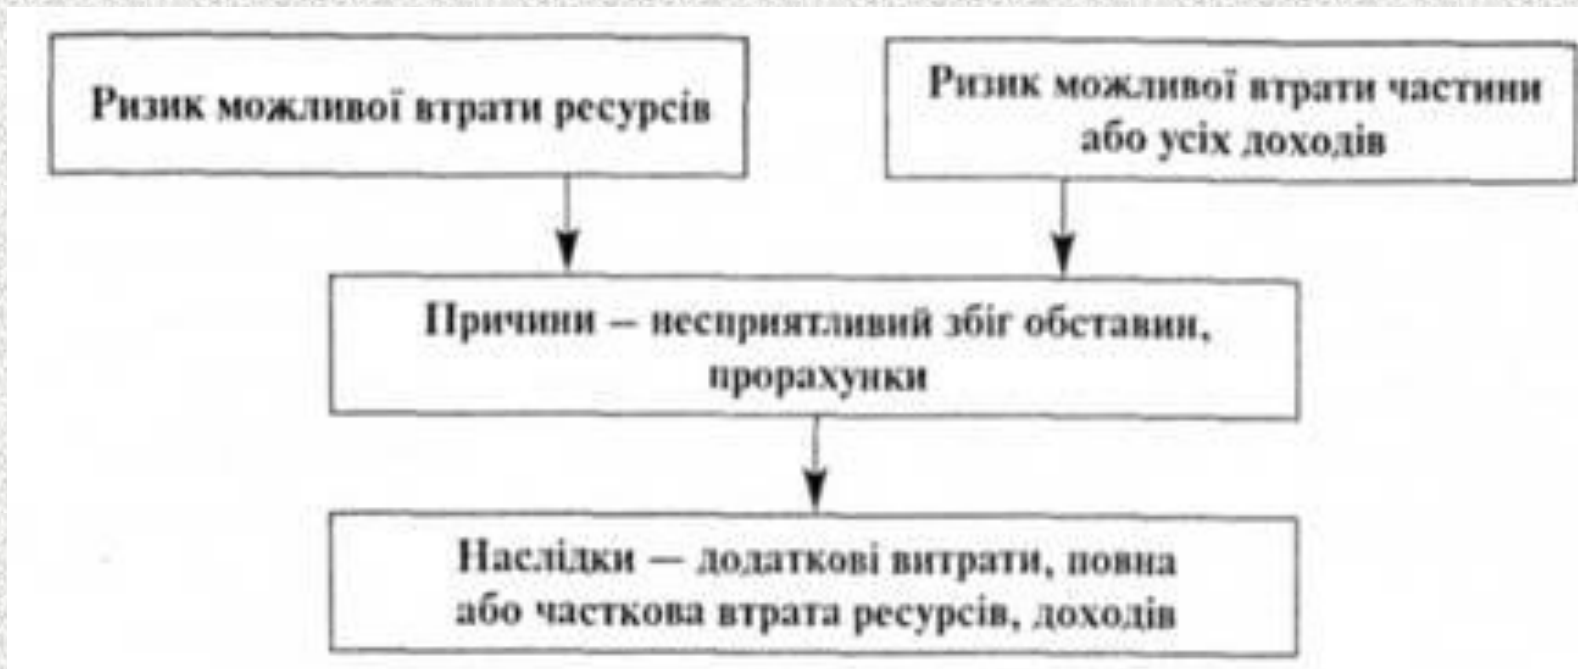 Ризик можливої втрати ресурсів
Ризик можливої втрати частини
або усіх доходів
Причини – несприятливий збіг обставин,
прорахунки
Наслідки — додаткові витрати, повна
або часткова втрата ресурсів, доходів